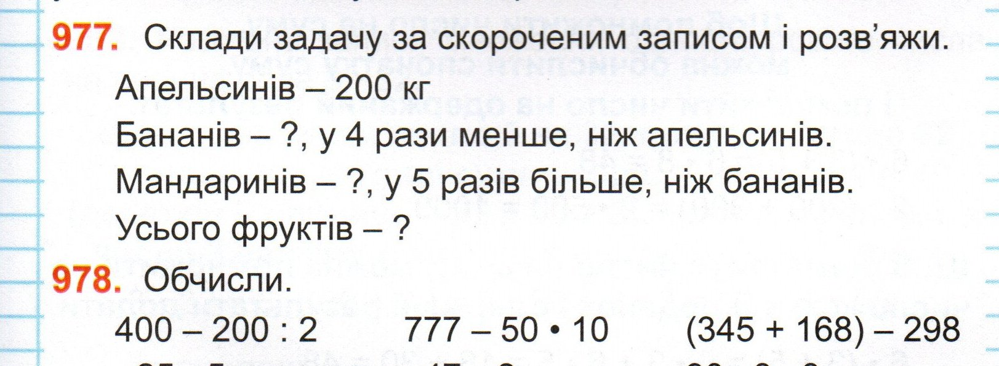 977. Склади задачу за скороченим записом і розв’яжи.
Апельсинів – 200 кг
Бананів – ?, у 4 рази менше, ніж апельсинів.
Мандаринів – ?, у 5 разів більше, ніж бананів.
Усього фруктів – ?
978. Обчисли.
400 – 200 : 2 777 – 50 • 10 (345 + 168) – 298